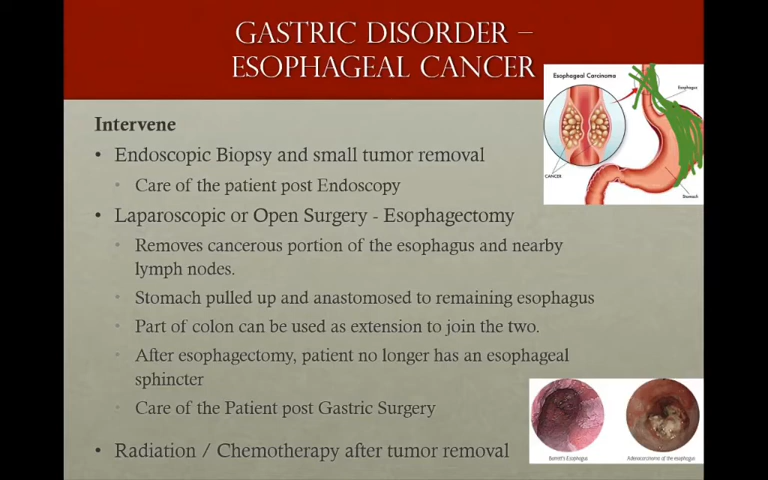 GASTRIC DISORDER –
ESOPHAGEAL CANCER
Esophageal Carcinoma
Esophagus
CANCER
Stomach
Intervene
• Endoscopic Biopsy and small tumor removal
• Care of the patient post Endoscopy
• Laparoscopic or Open Surgery - Esophagectomy
• Removes cancerous portion of the esophagus and nearby
lymph nodes.
• Stomach pulled up and anastomosed to remaining esophagus
• Part of colon can be used as extension to join the two.
• After esophagectomy, patient no longer has an esophageal
sphincter
• Care of the Patient post Gastric Surgery
• Radiation / Chemotherapy after tumor removal
Barrett's Esophagus
Adenocarcinoma of the esophagus